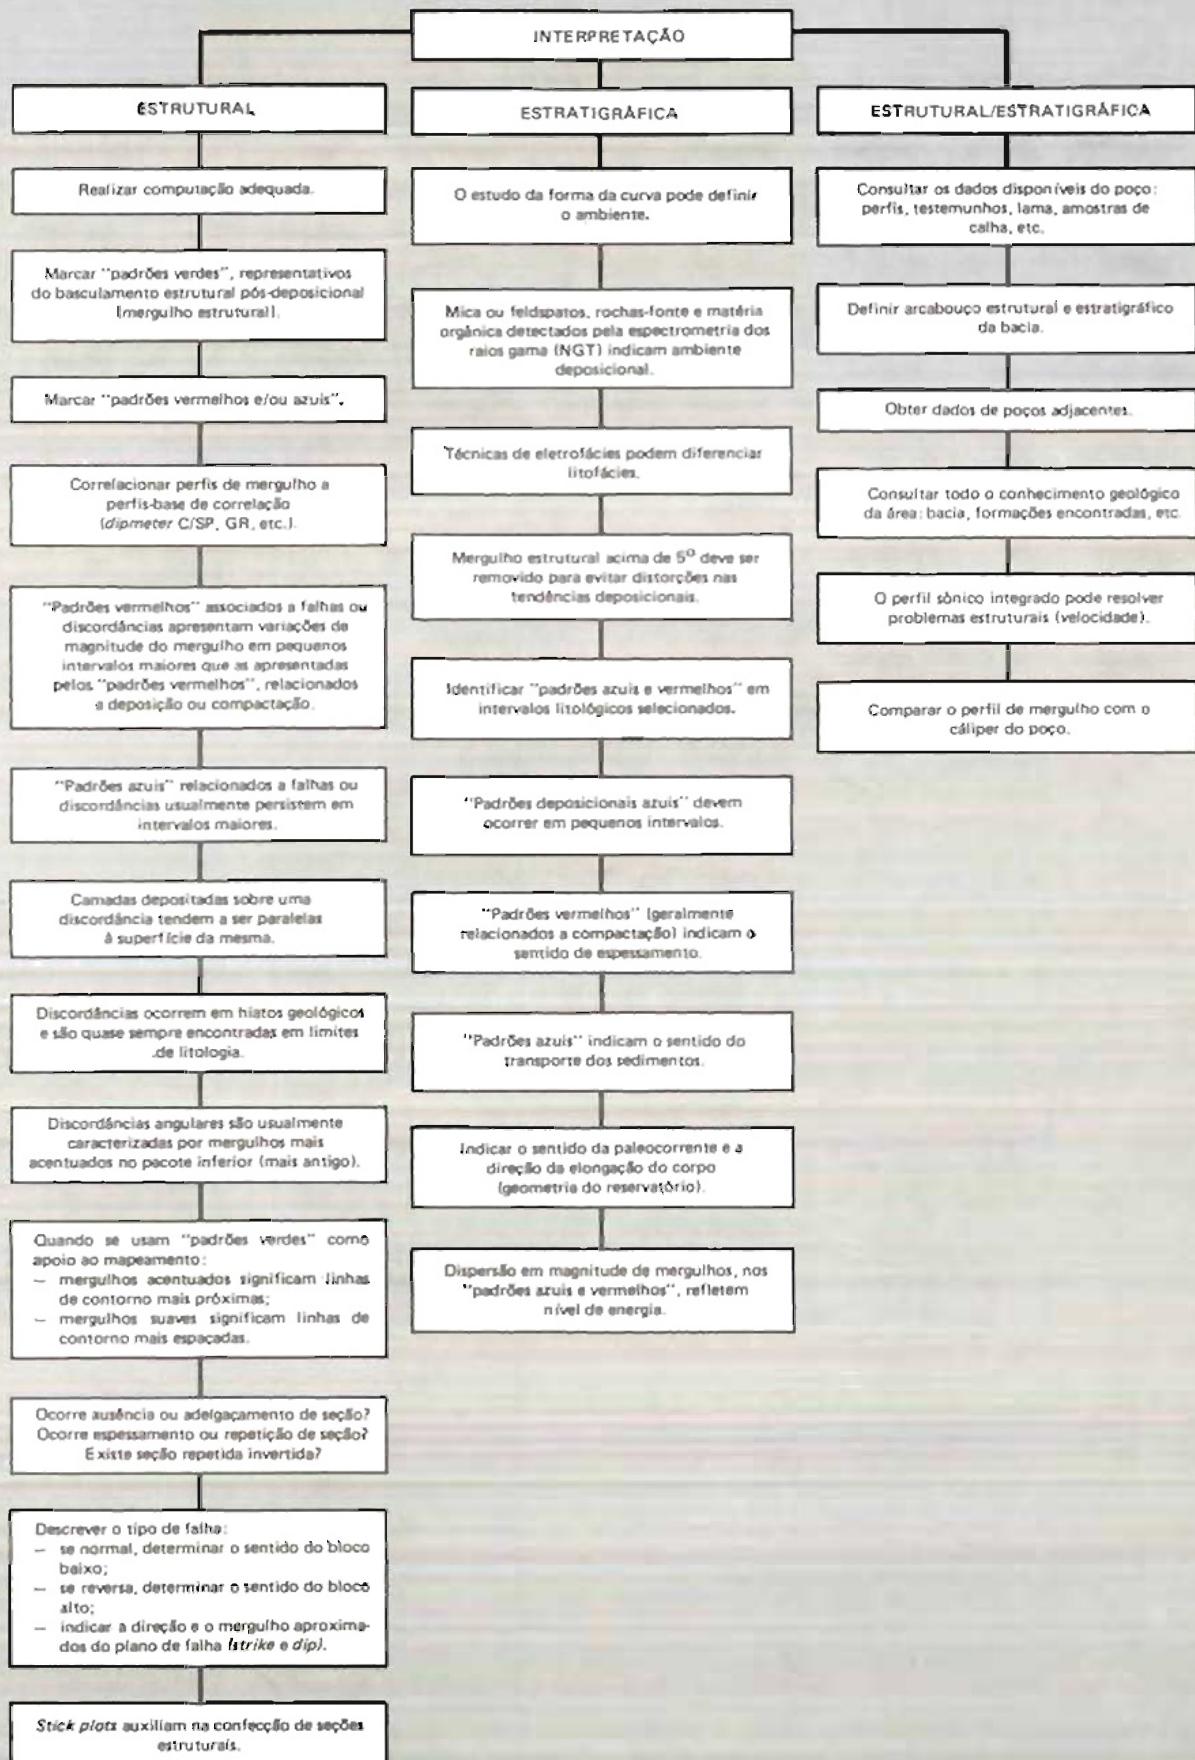 INTERPRETAÇÃO
ESTRUTURAL
Realizar computação adequada.
Marcar "padrões verdes", representativos
do basculamento estrutural pós-deposicional
(mergulho estrutural).
Marcar "padrões vermelhos e/ou azuis".
Correlacionar perfis de mergulho a
perfis-base de correlação
(dipmeter C/SP, GR, etc.).
"Padrões vermelhos" associados a falhas ou
discordâncias apresentam variações de
magnitude do mergulho em pequenos
intervalos maiores que as apresentadas
pelos "padrões vermelhos", relacionados
a deposição ou compactação.
"Padrões azuis" relacionados a falhas ou
discordâncias usualmente persistem em
intervalos maiores.
Camadas depositadas sobre uma
discordância tendem a ser paralelas
à superfície da mesma.
Discordâncias ocorrem em hiatos geológicos
e são quase sempre encontradas em limites
de litologia.
Discordâncias angulares são usualmente
caracterizadas por mergulhos mais
acentuados no pacote inferior (mais antigo).
Quando se usam "padrões verdes" como
apoio ao mapeamento:
— mergulhos acentuados significam linhas
de contorno mais próximas;
— mergulhos suaves significam linhas de
contorno mais espaçadas.
Ocorre ausência ou adelgaçamento de seção?
Ocorre espessamento ou repetição de seção?
Existe seção repetida invertida?
Descrever o tipo de falha:
— se normal, determinar o sentido do bloco
baixo;
— se reversa, determinar o sentido do bloco
alto;
— indicar a direção e o mergulho aproxima-
dos do plano de falha (strike e dip).
Stick plots auxiliam na confecção de seções
estruturais.
ESTRATIGRÁFICA
O estudo da forma da curva pode definir
o ambiente.
Mica ou feldspatos, rochas-fonte e matéria
orgânica detectados pela espectrometria dos
raios gama (NGT) indicam ambiente
deposicional.
Técnicas de eletrofácies podem diferenciar
litofácies.
Mergulho estrutural acima de 5º deve ser
removido para evitar distorções nas
tendências deposicionais.
Identificar "padrões azuis e vermelhos" em
intervalos litológicos selecionados.
"Padrões deposicionais azuis" devem
ocorrer em pequenos intervalos.
"Padrões vermelhos" (geralmente
relacionados a compactação) indicam o
sentido de espessamento.
"Padrões azuis" indicam o sentido do
transporte dos sedimentos.
Indicar o sentido da paleocorrente e a
direção da elongação do corpo
(geometria do reservatório).
Dispersão em magnitude de mergulhos, nos
"padrões azuis e vermelhos", refletem
nível de energia.
ESTRUTURAL/ESTRATIGRÁFICA
Consultar os dados disponíveis do poço:
perfis, testemunhos, lama, amostras de
calha, etc.
Definir arcabouço estrutural e estratigráfico
da bacia.
Obter dados de poços adjacentes.
Consultar todo o conhecimento geológico
da área: bacia, formações encontradas, etc.
O perfil sônico integrado pode resolver
problemas estruturais (velocidade).
Comparar o perfil de mergulho com o
cáliper do poço.